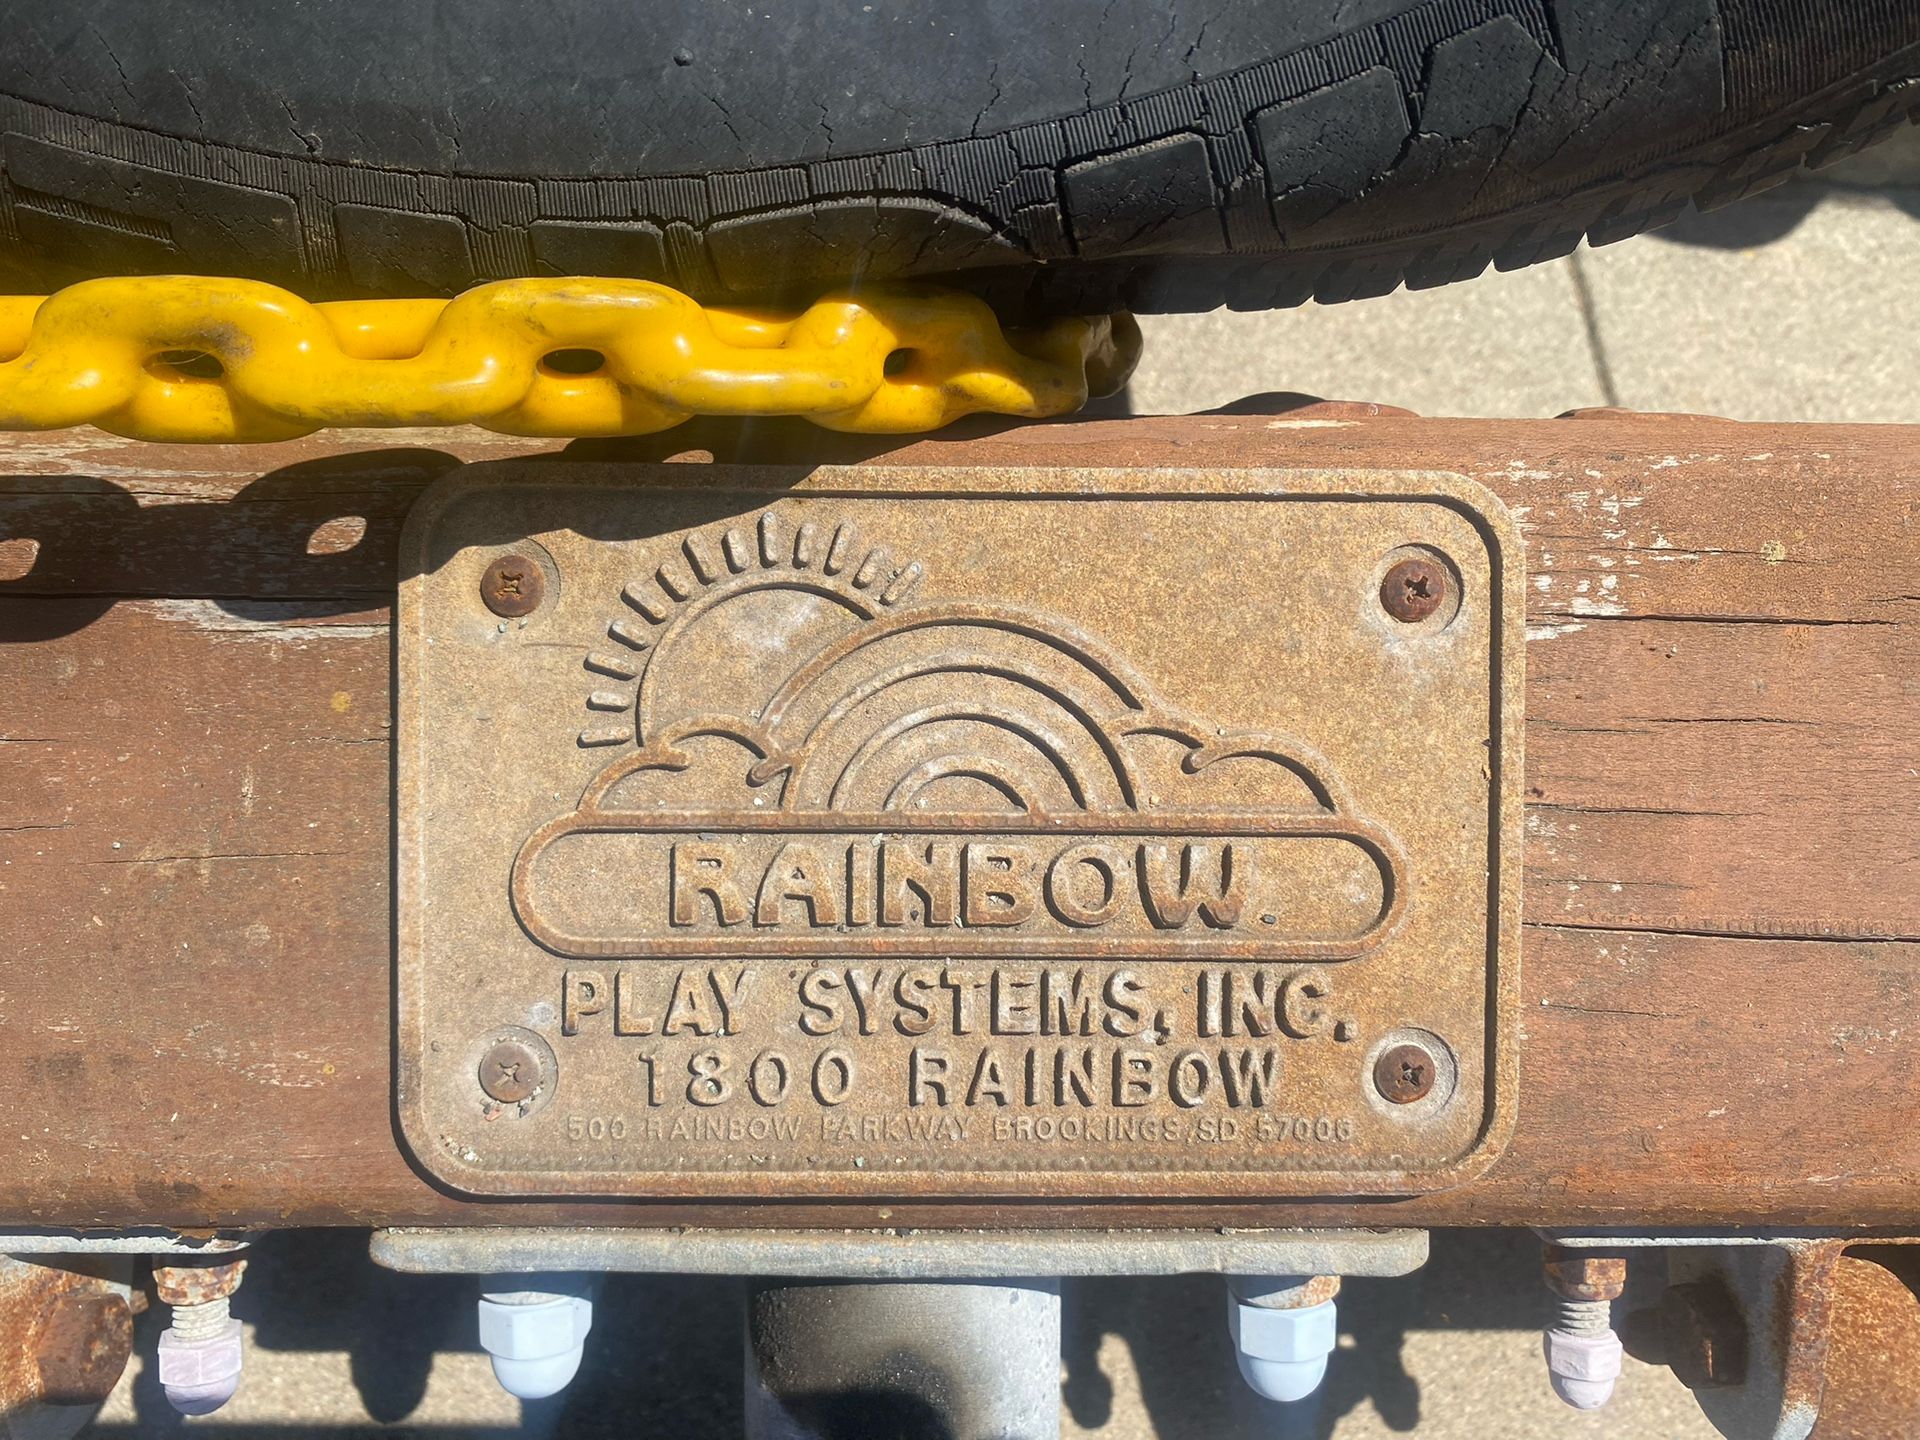 RAINBOW
PLAY SYSTEMS, INC.
1800 RAINBOW
500 RAINBOW PARKWAY BROOKINGS, SD 57006